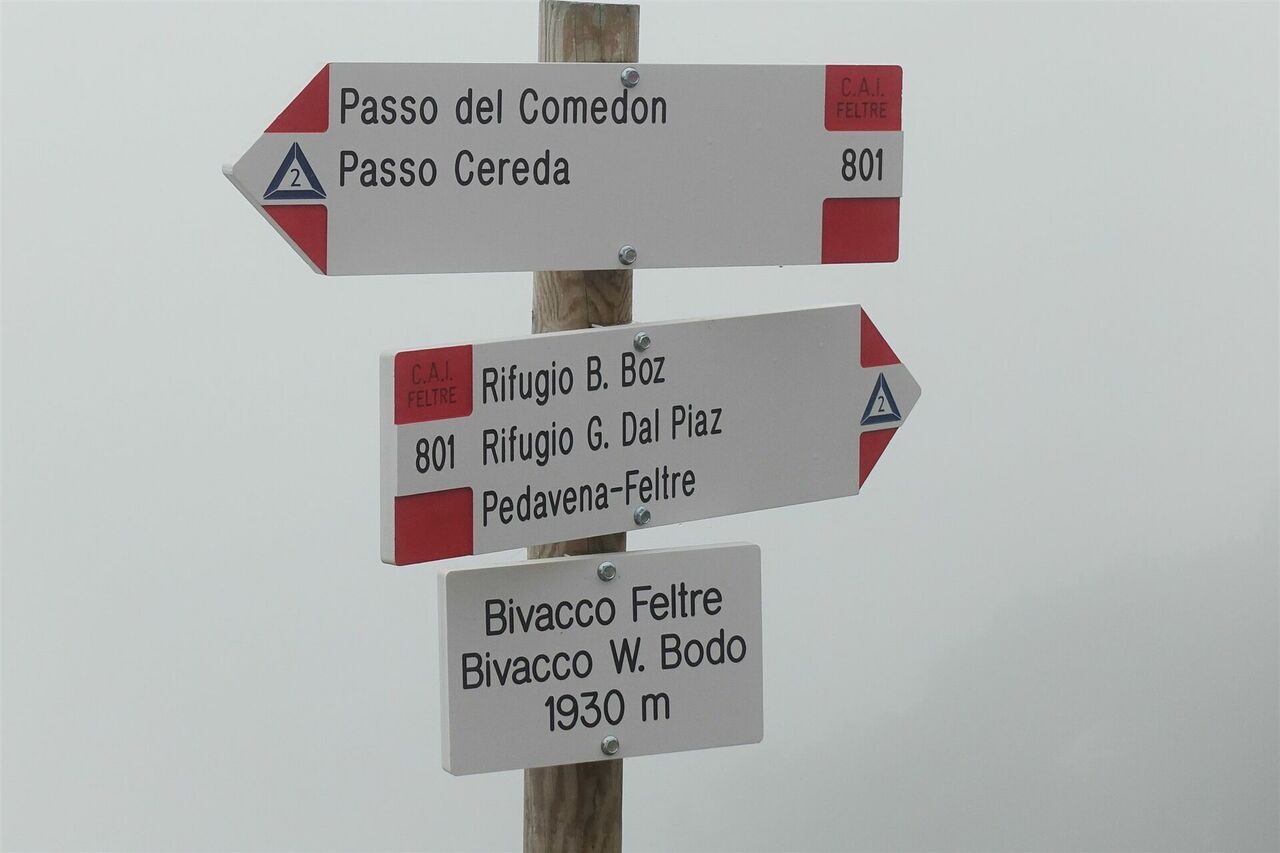 Passo del Comedon
C.A.I.
FELTRE
2
Passo Cereda
801
C.A.I.
FELTRE
Rifugio B. Boz
801
Rifugio G. Dal Piaz
2
Pedavena-Feltre
Bivacco Feltre
Bivacco W. Bodo
1930 m